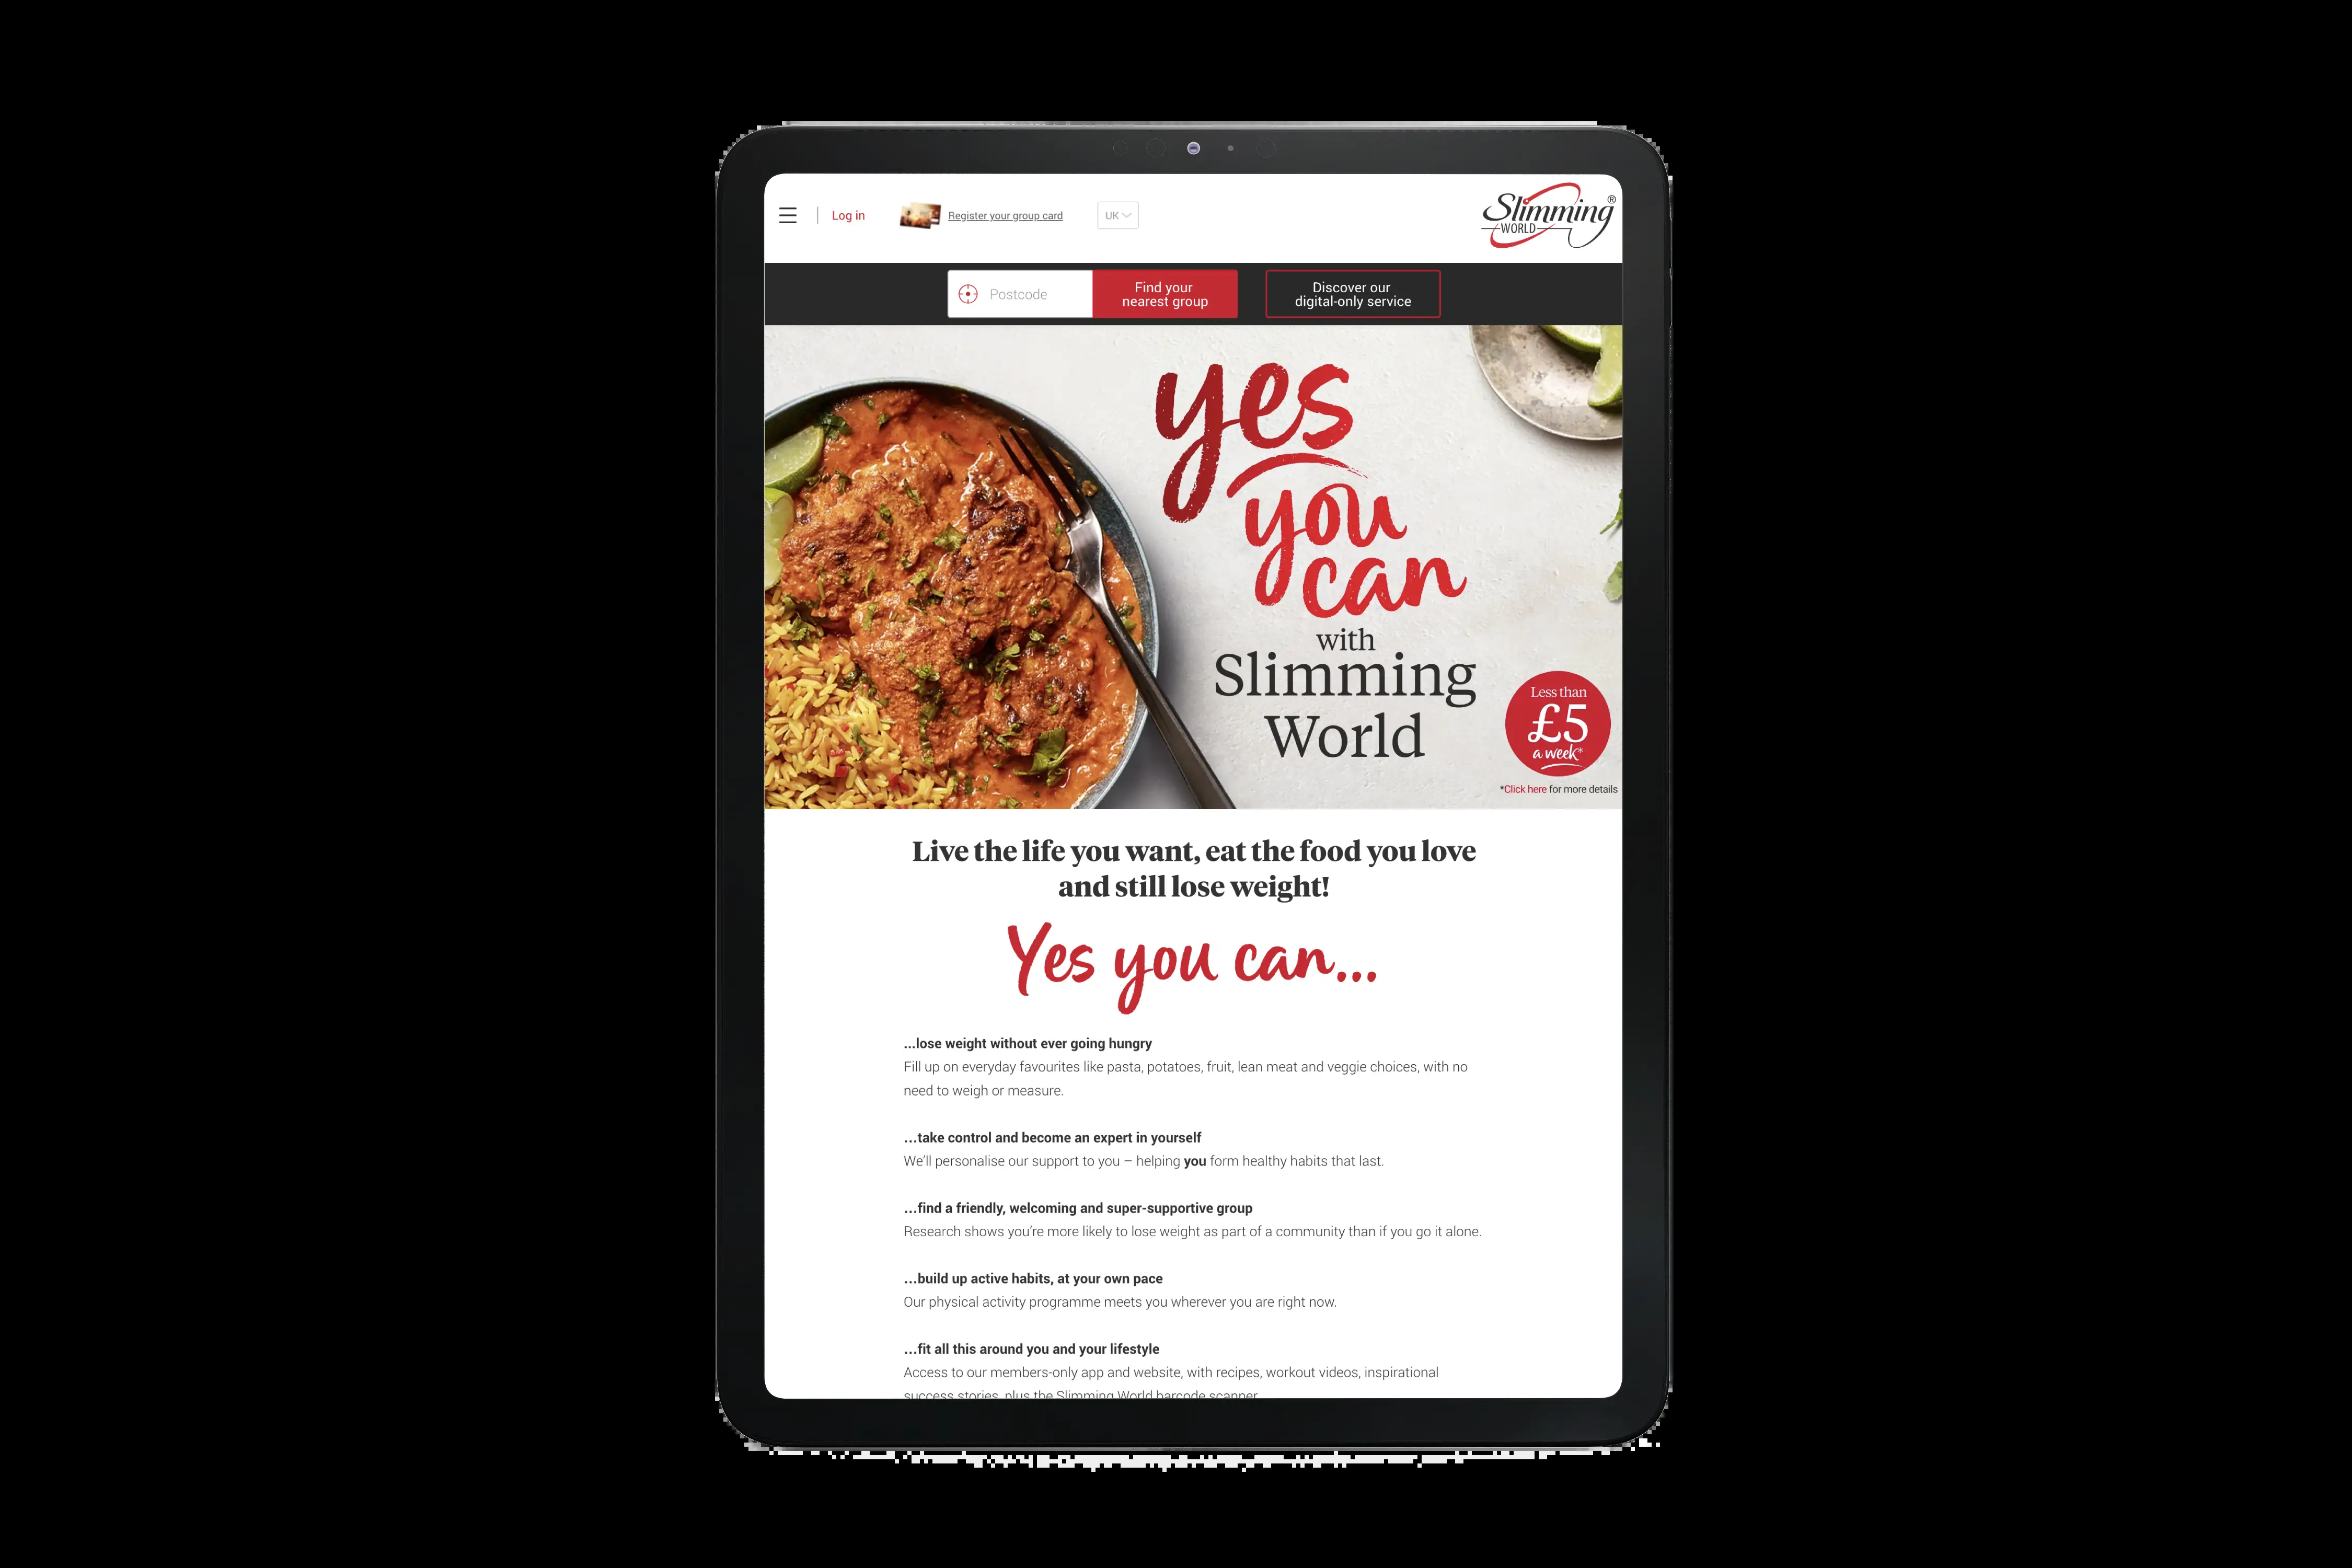 Log in
Register your group card
UK
Slimming®
WORLD
Postcode
Find your
nearest group
Discover our
digital-only service
yes
you
can
with
Slimming
World
Less than
£5
a week*
*Click here for more details
Live the life you want, eat the food you love
and still lose weight!
Yes you can...
...lose weight without ever going hungry
Fill up on everyday favourites like pasta, potatoes, fruit, lean meat and veggie choices, with no
need to weigh or measure.
...take control and become an expert in yourself
We'll personalise our support to you – helping you form healthy habits that last.
...find a friendly, welcoming and super-supportive group
Research shows you're more likely to lose weight as part of a community than if you go it alone.
...build up active habits, at your own pace
Our physical activity programme meets you wherever you are right now.
...fit all this around you and your lifestyle
Access to our members-only app and website, with recipes, workout videos, inspirational
success stories, plus the Slimming World barcode scanner